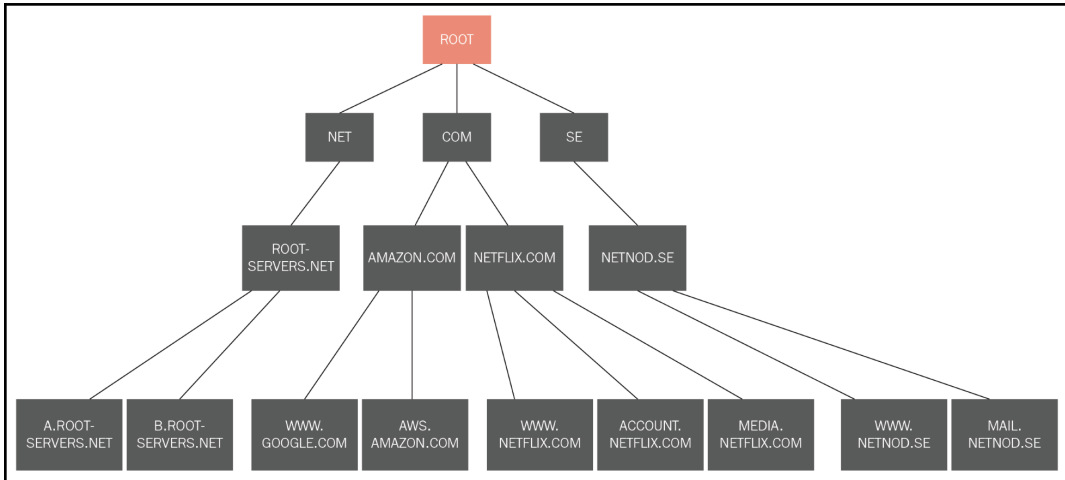 ROOT
NET
COM
SE
ROOT-
SERVERS.NET
AMAZON.COM
NETFLIX.COM
NETNOD.SE
A.ROOT-
SERVERS.NET
B.ROOT-
SERVERS.NET
WWW.
GOOGLE.COM
AWS.
AMAZON.COM
WWW.
NETFLIX.COM
ACCOUNT.
NETFLIX.COM
MEDIA.
NETFLIX.COM
WWW.
NETNOD.SE
MAIL.
NETNOD.SE